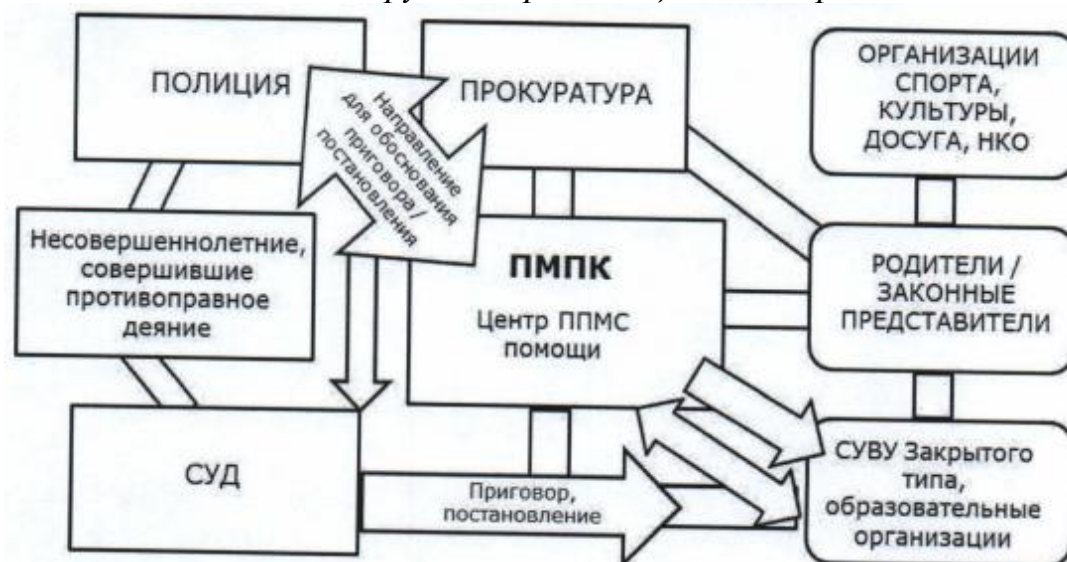 ПОЛИЦИЯ
Направление
для обоснования
приговора /
постановления
ПРОКУРАТУРА
ОРГАНИЗАЦИИ
СПОРТА,
КУЛЬТУРЫ,
ДОСУГА, НКО
Несовершеннолетние,
совершившие
противоправное
деяние
ПМПК
Центр ППМС
помощи
РОДИТЕЛИ /
ЗАКОННЫЕ
ПРЕДСТАВИТЕЛИ
СУД
Приговор,
постановление
СУВУ Закрытого
типа,
образовательные
организации